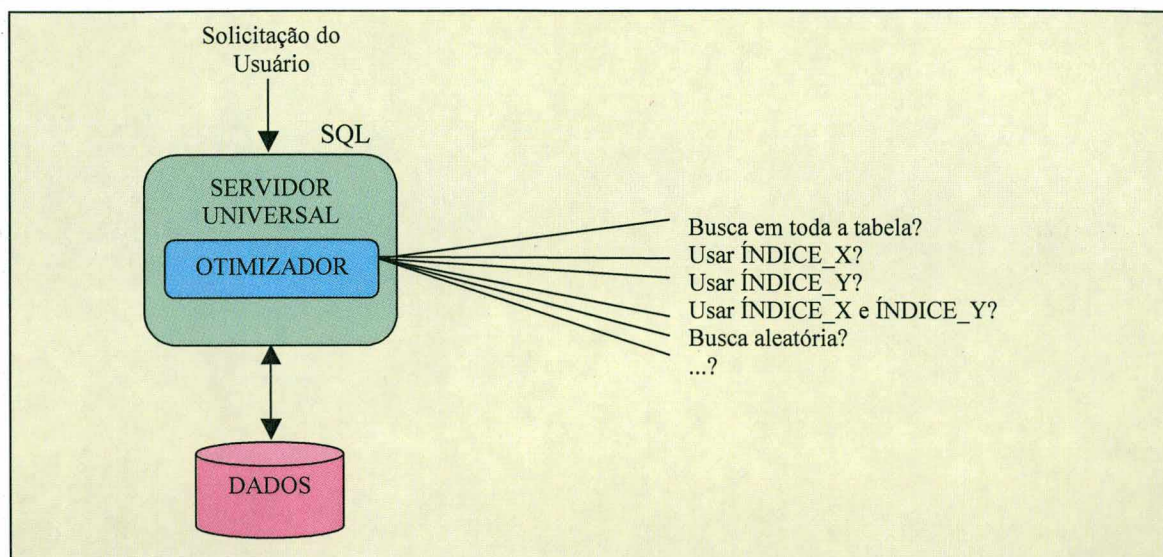 Solicitação do
Usuário
SQL
SERVIDOR
UNIVERSAL
OTIMIZADOR
Busca em toda a tabela?
Usar ÍNDICE_X?
Usar ÍNDICE_Y?
Usar ÍNDICE_X e ÍNDICE_Y?
Busca aleatória?
...?
DADOS